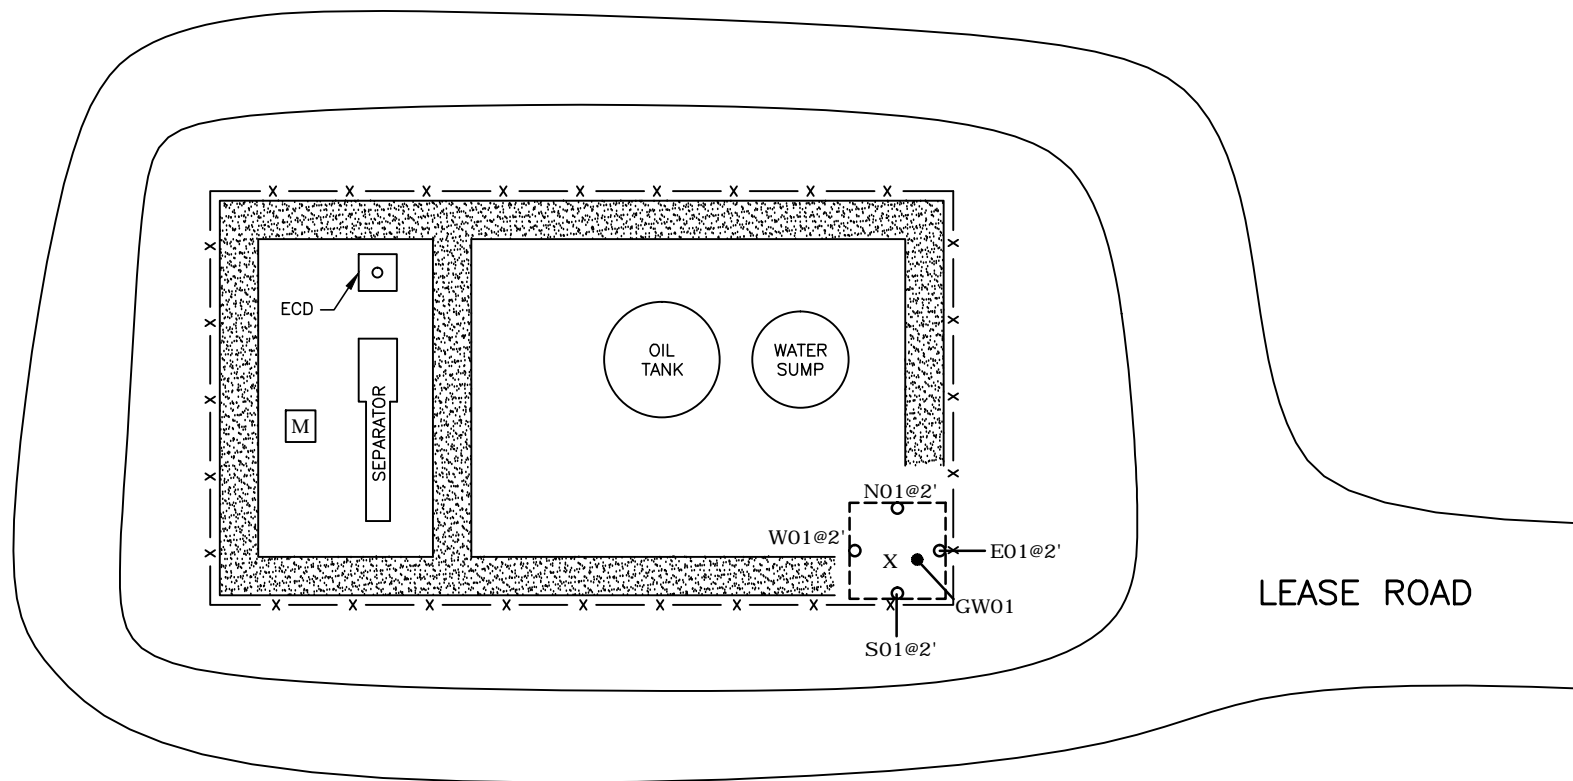 ECD
OIL
TANK
WATER
SUMP
M
SEPARATOR
N01@2'
W01@2'
X
E01@2'
GW01
S01@2'
LEASE ROAD